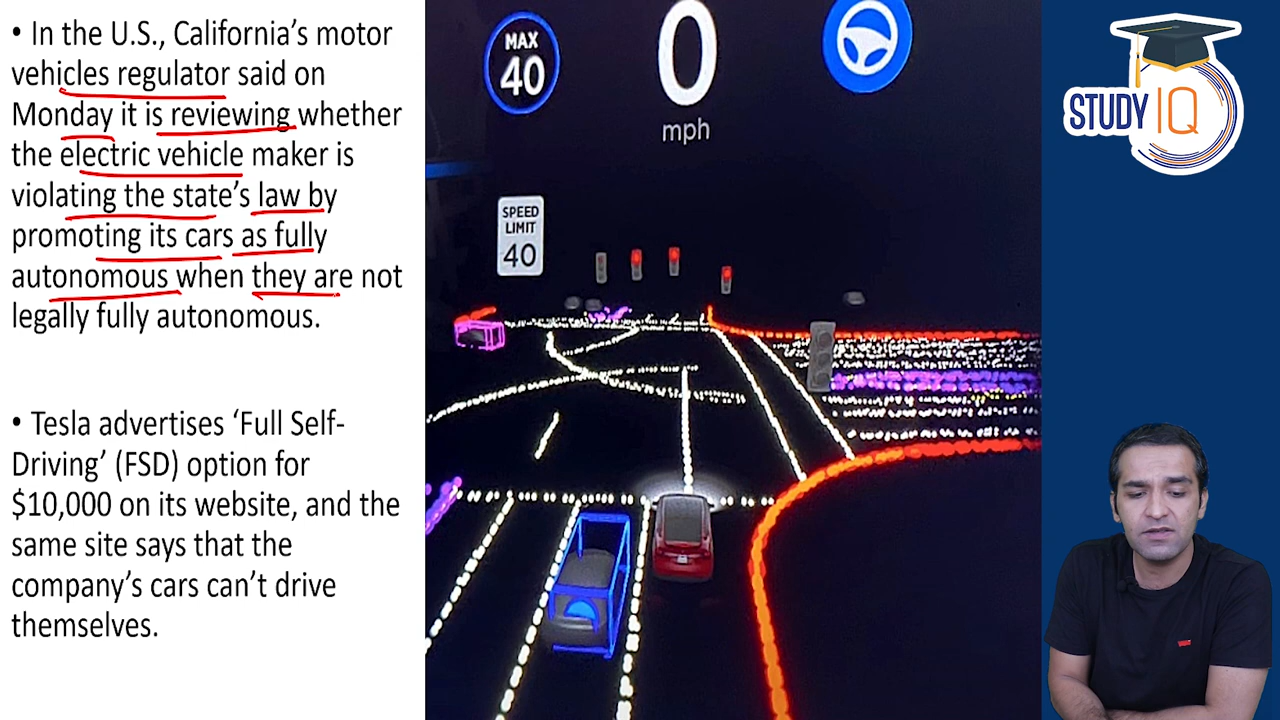 • In the U.S., California’s motor
vehicles regulator said on
Monday it is reviewing whether
the electric vehicle maker is
violating the state’s law by
promoting its cars as fully
autonomous when they are not
legally fully autonomous.
• Tesla advertises ‘Full Self-
Driving’ (FSD) option for
$10,000 on its website, and the
same site says that the
company’s cars can’t drive
themselves.
MAX
40
0
mph
SPEED
LIMIT
40
STUDY IQ